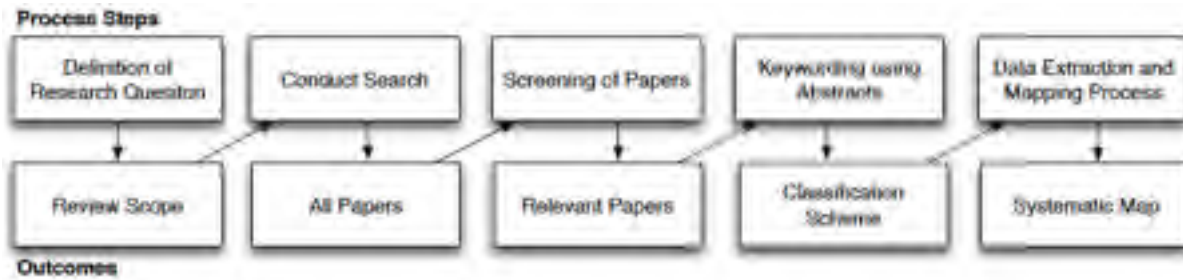 Process Steps
Definition of
Research Quesiton
Conduct Search
Screening of Papers
Keywording using
Abstracts
Data Extraction and
Mapping Process
Review Scope
All Papers
Relevant Papers
Classification
Scheme
Systematic Map
Outcomes